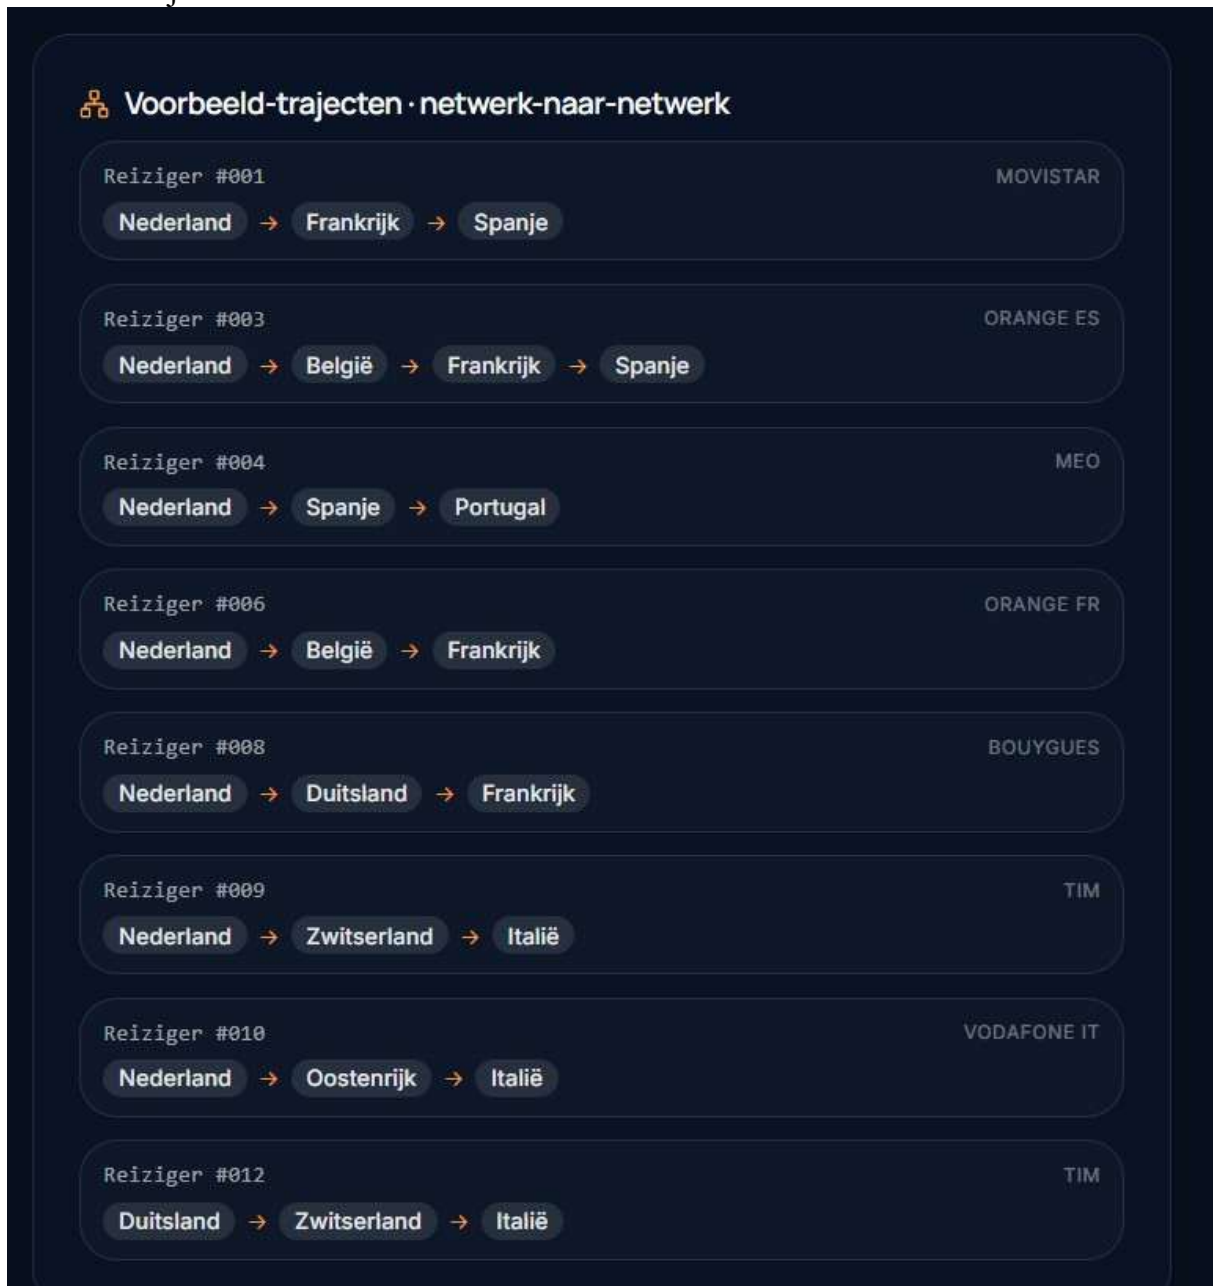 Voorbeeld-trajecten · netwerk-naar-netwerk
Reiziger #001 MOVISTAR
Nederland → Frankrijk → Spanje
Reiziger #003 ORANGE ES
Nederland → België → Frankrijk → Spanje
Reiziger #004 MEO
Nederland → Spanje → Portugal
Reiziger #006 ORANGE FR
Nederland → België → Frankrijk
Reiziger #008 BOUYGUES
Nederland → Duitsland → Frankrijk
Reiziger #009 TIM
Nederland → Zwitserland → Italië
Reiziger #010 VODAFONE IT
Nederland → Oostenrijk → Italië
Reiziger #012 TIM
Duitsland → Zwitserland → Italië